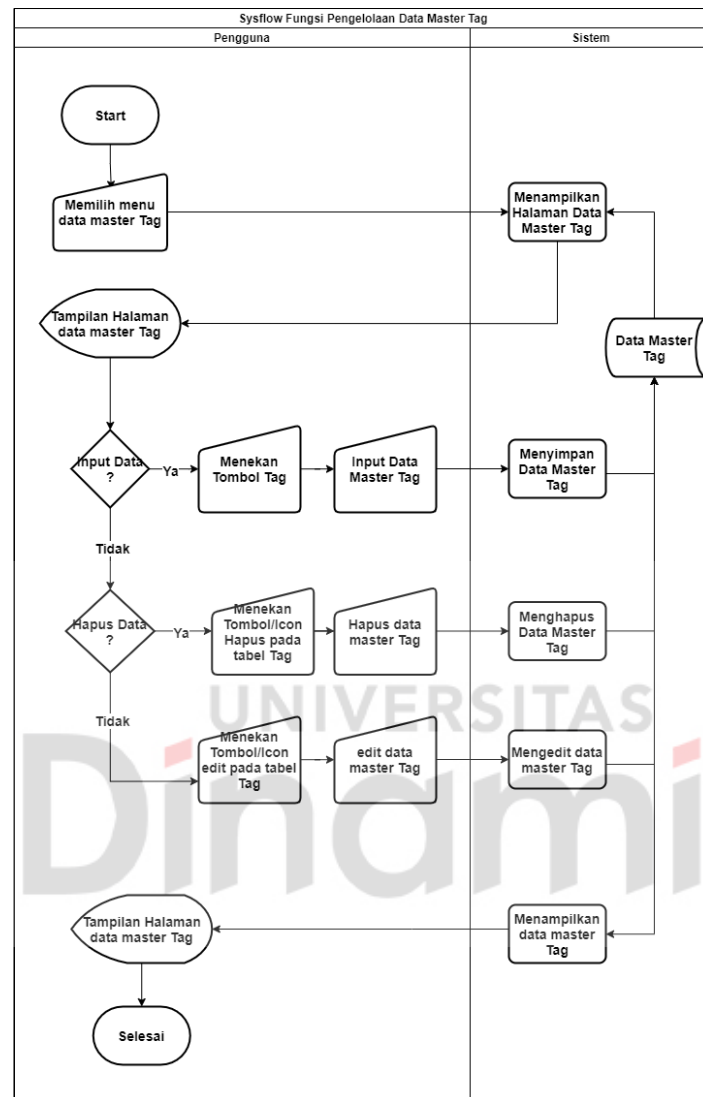 Sysflow Fungsi Pengelolaan Data Master Tag
Pengguna
Sistem
Start
Memilih menu
data master Tag
Menampilkan
Halaman Data
Master Tag
Tampilan Halaman
data master Tag
Data Master
Tag
Input Data
?
Ya
Menekan
Tombol Tag
Input Data
Master Tag
Menyimpan
Data Master
Tag
Tidak
Hapus Data
?
Ya
Menekan
Tombol/Icon
Hapus pada
tabel Tag
Hapus data
master Tag
Menghapus
Data Master
Tag
Tidak
Menekan
Tombol/Icon
edit pada tabel
Tag
edit data
master Tag
Mengedit data
master Tag
UNIVERSITAS
Dinami
Tampilan Halaman
data master Tag
Menampilkan
data master
Tag
Selesai